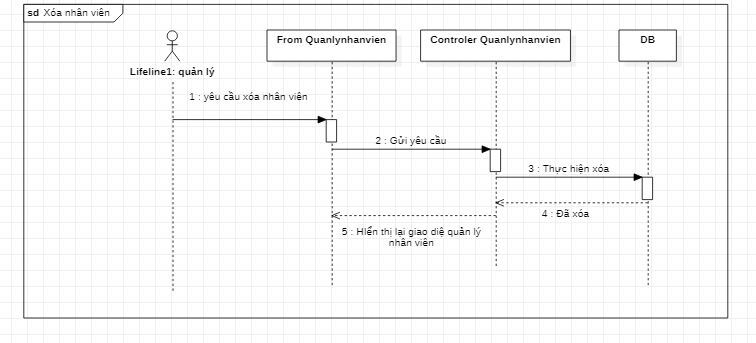 sd Xóa nhân viên
From Quanlynhanvien
Controler Quanlynhanvien
DB
Lifeline1: quản lý
1 : yêu cầu xóa nhân viên
2 : Gửi yêu cầu
3 : Thực hiện xóa
4 : Đã xóa
5 : Hiển thị lại giao diệ quản lý
nhân viên